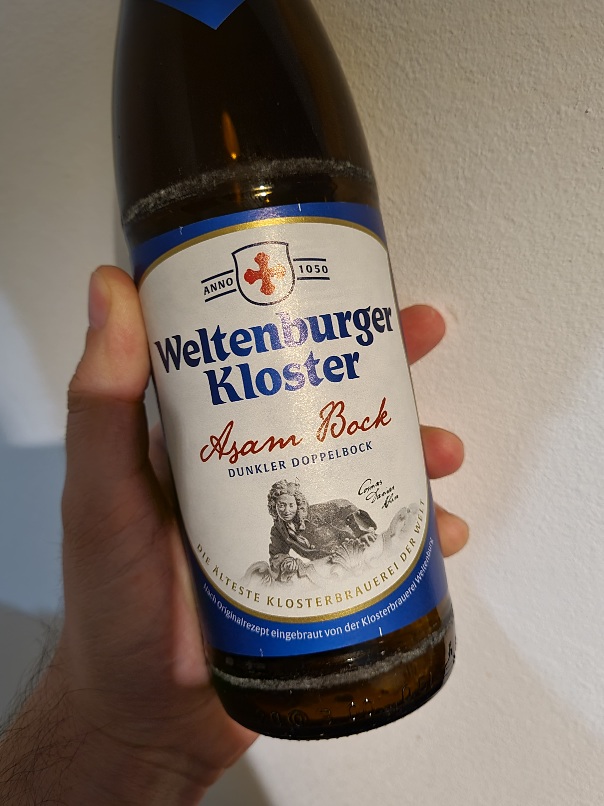 ANNO 1050
Weltenburger
Kloster
Asam Bock
DUNKLER DOPPELBOCK
Cosmas
DIE ÄLTESTE KLOSTERBRAUEREI DER WELT
Nach Originalrezept eingebraut von der Klosterbrauerei Weltenburg